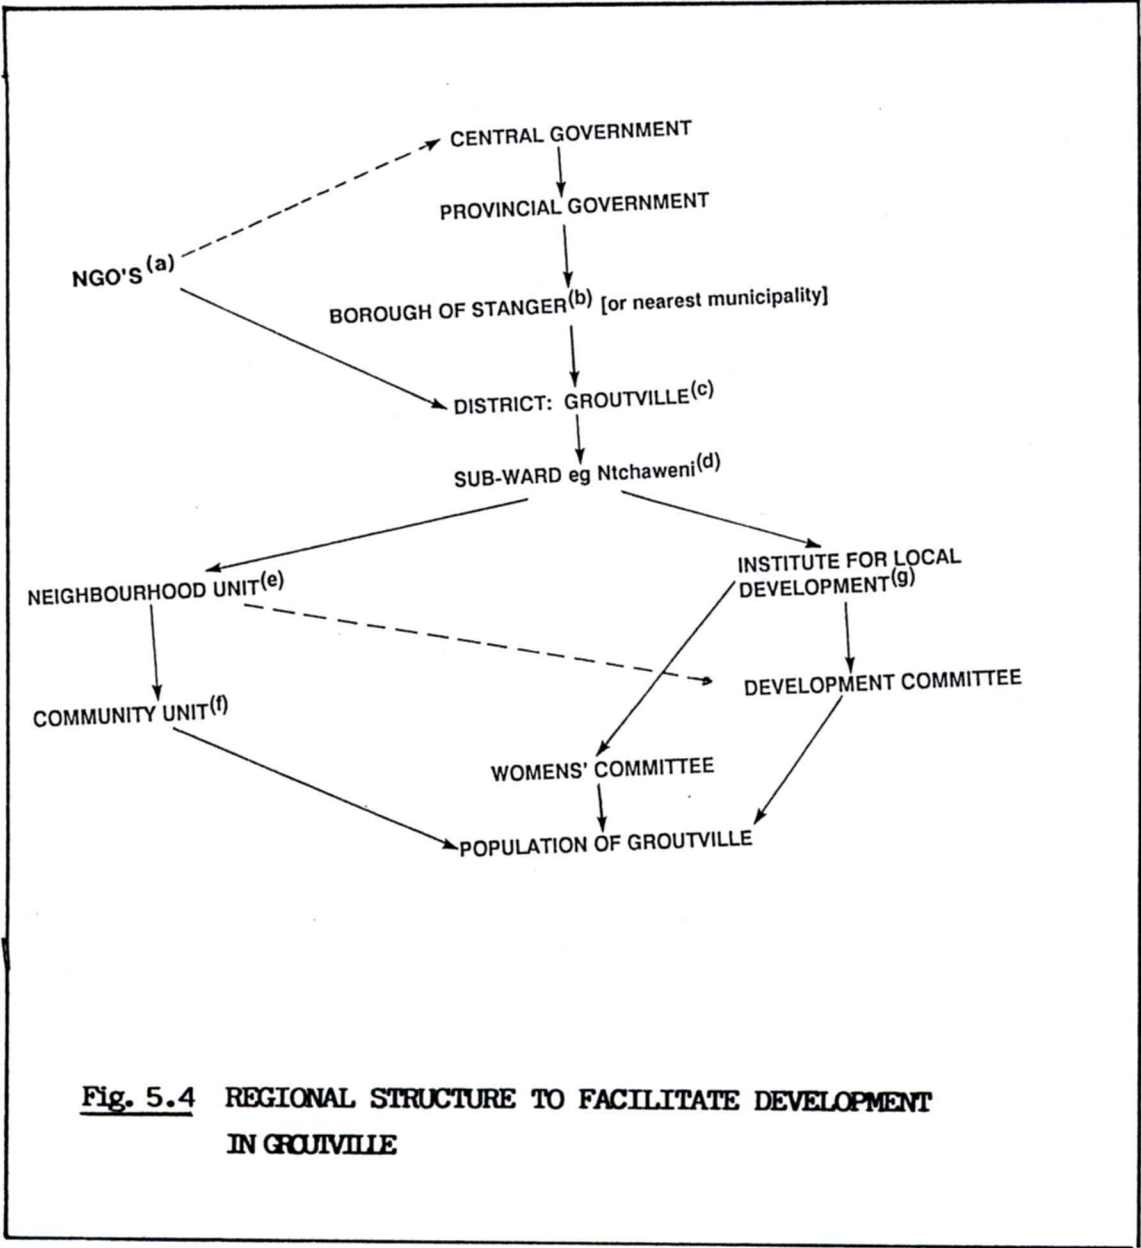 CENTRAL GOVERNMENT
PROVINCIAL GOVERNMENT
NGO'S (a)
BOROUGH OF STANGER(b) [or nearest municipality]
DISTRICT: GROUTVILLE(c)
SUB-WARD eg Ntchaweni(d)
NEIGHBOURHOOD UNIT(e)
INSTITUTE FOR LOCAL
DEVELOPMENT(g)
DEVELOPMENT COMMITTEE
COMMUNITY UNIT(f)
WOMENS' COMMITTEE
POPULATION OF GROUTVILLE
Fig. 5.4 REGIONAL STRUCTURE TO FACILITATE DEVELOPMENT
IN GROUTVILLE